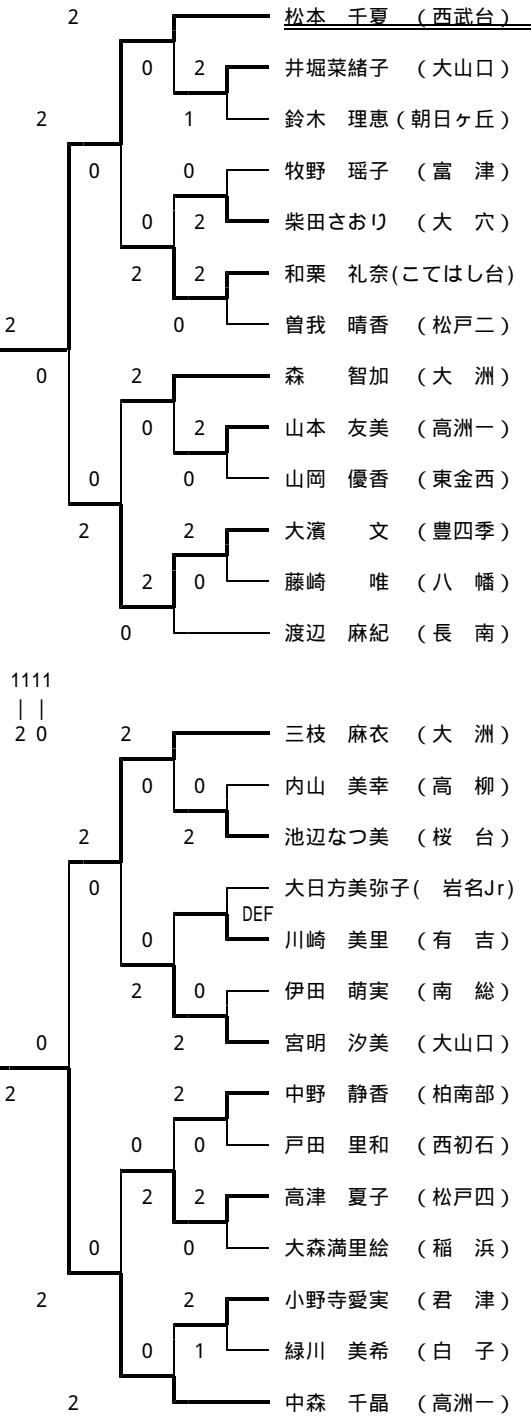 2 松本 千夏 （西武台）
0 2 井堀菜緒子 （大山口）
2 1 鈴木 理恵（朝日ヶ丘）
0 0 牧野 瑶子 （富 津）
0 2 柴田さおり （大 穴）
2 2 和栗 礼奈(こてはし台)
2 0 曽我 晴香 （松戸二）
0 2 森 智加 （大 洲）
0 2 山本 友美 （高洲一）
0 0 山岡 優香 （東金西）
2 2 大濱 文 （豊四季）
2 0 藤崎 唯 （八 幡）
0 渡辺 麻紀 （長 南）
1111
| |
2 0 2 三枝 麻衣 （大 洲）
0 0 内山 美幸 （高 柳）
2 2 池辺なつ美 （桜 台）
0 大日方美弥子( 岩名Jr)
DEF
0 川崎 美里 （有 吉）
2 0 伊田 萌実 （南 総）
0 2 宮明 汐美 （大山口）
2 2 中野 静香 （柏南部）
0 0 戸田 里和 （西初石）
2 2 高津 夏子 （松戸四）
0 0 大森満里絵 （稲 浜）
2 2 小野寺愛実 （君 津）
0 1 緑川 美希 （白 子）
2 中森 千晶 （高洲一）